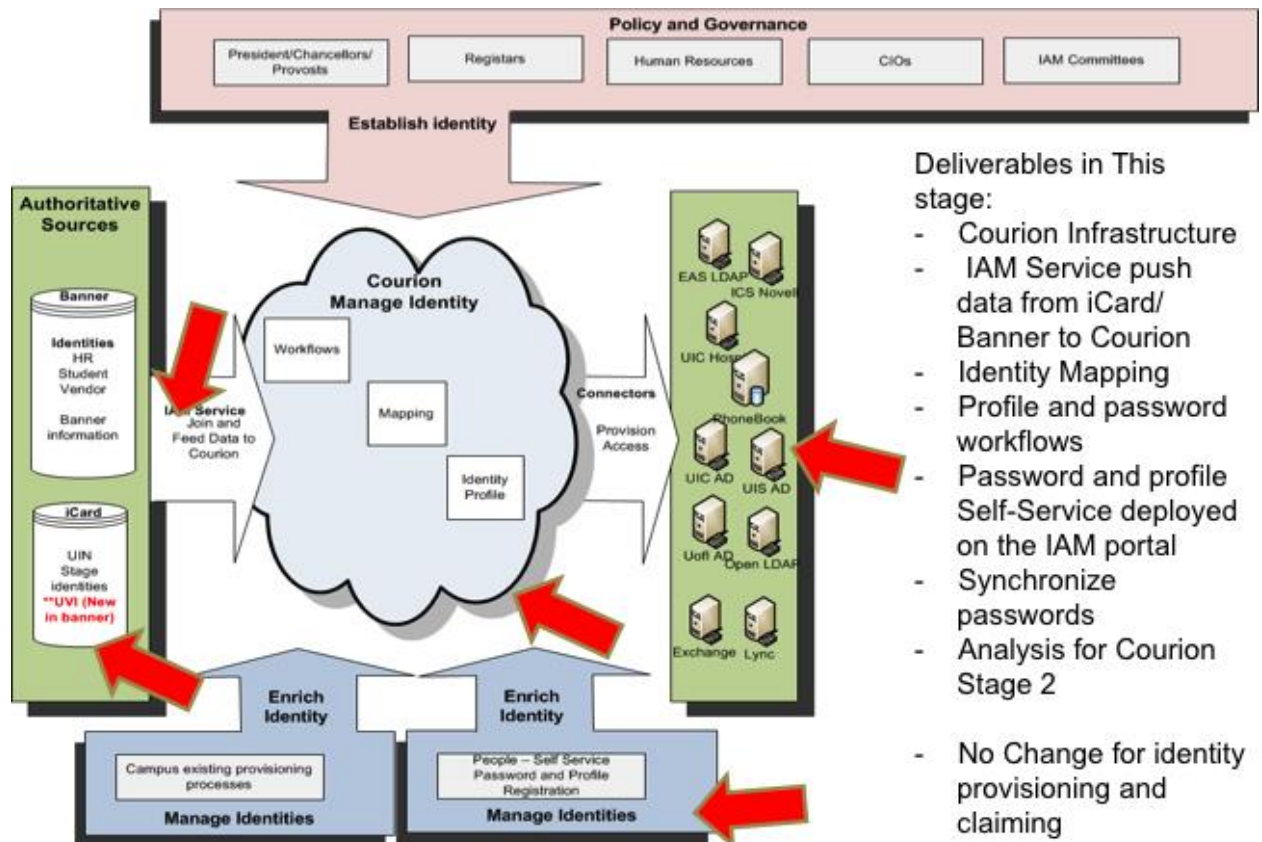 Policy and Governance
President/Chancellors/
Provosts
Registrars
Human Resources
CIOs
IAM Committees
Establish identity
Authoritative
Sources
Banner
Identities
HR
Student
Vendor
Banner
information
iCard
UIN
Stage
identities
**UVI (New
in banner)
Service
Join and
Feed Data to
Courion
Courion
Manage Identity
Workflows
Mapping
Identity
Profile
Connectors
Provision
Access
EAS LDAP
ICS Novell
UIC Hosp
PhoneBook
UIC AD
UIS AD
UofI AD
Open LDAP
Exchange
Lync
Enrich
Identity
Campus existing provisioning
processes
Manage Identities
Enrich
Identity
People – Self Service
Password and Profile
Registration
Manage Identities
Deliverables in This
stage:
- Courion Infrastructure
- IAM Service push
data from iCard/
Banner to Courion
- Identity Mapping
- Profile and password
workflows
- Password and profile
Self-Service deployed
on the IAM portal
- Synchronize
passwords
- Analysis for Courion
Stage 2
- No Change for identity
provisioning and
claiming